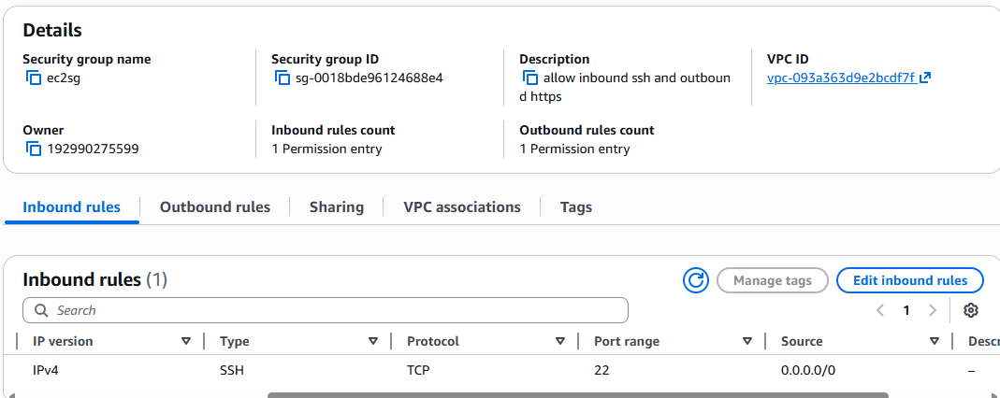 Details
Security group name
ec2sg
Security group ID
sg-0018bde96124688e4
Description
allow inbound ssh and outboun
d https
VPC ID
vpc-093a363d9e2bcdf7f
Owner
192990275599
Inbound rules count
1 Permission entry
Outbound rules count
1 Permission entry
Inbound rules Outbound rules Sharing VPC associations Tags
Inbound rules (1) Manage tags Edit inbound rules
Search 1
IP version Type Protocol Port range Source Descr
IPv4 SSH TCP 22 0.0.0.0/0 –